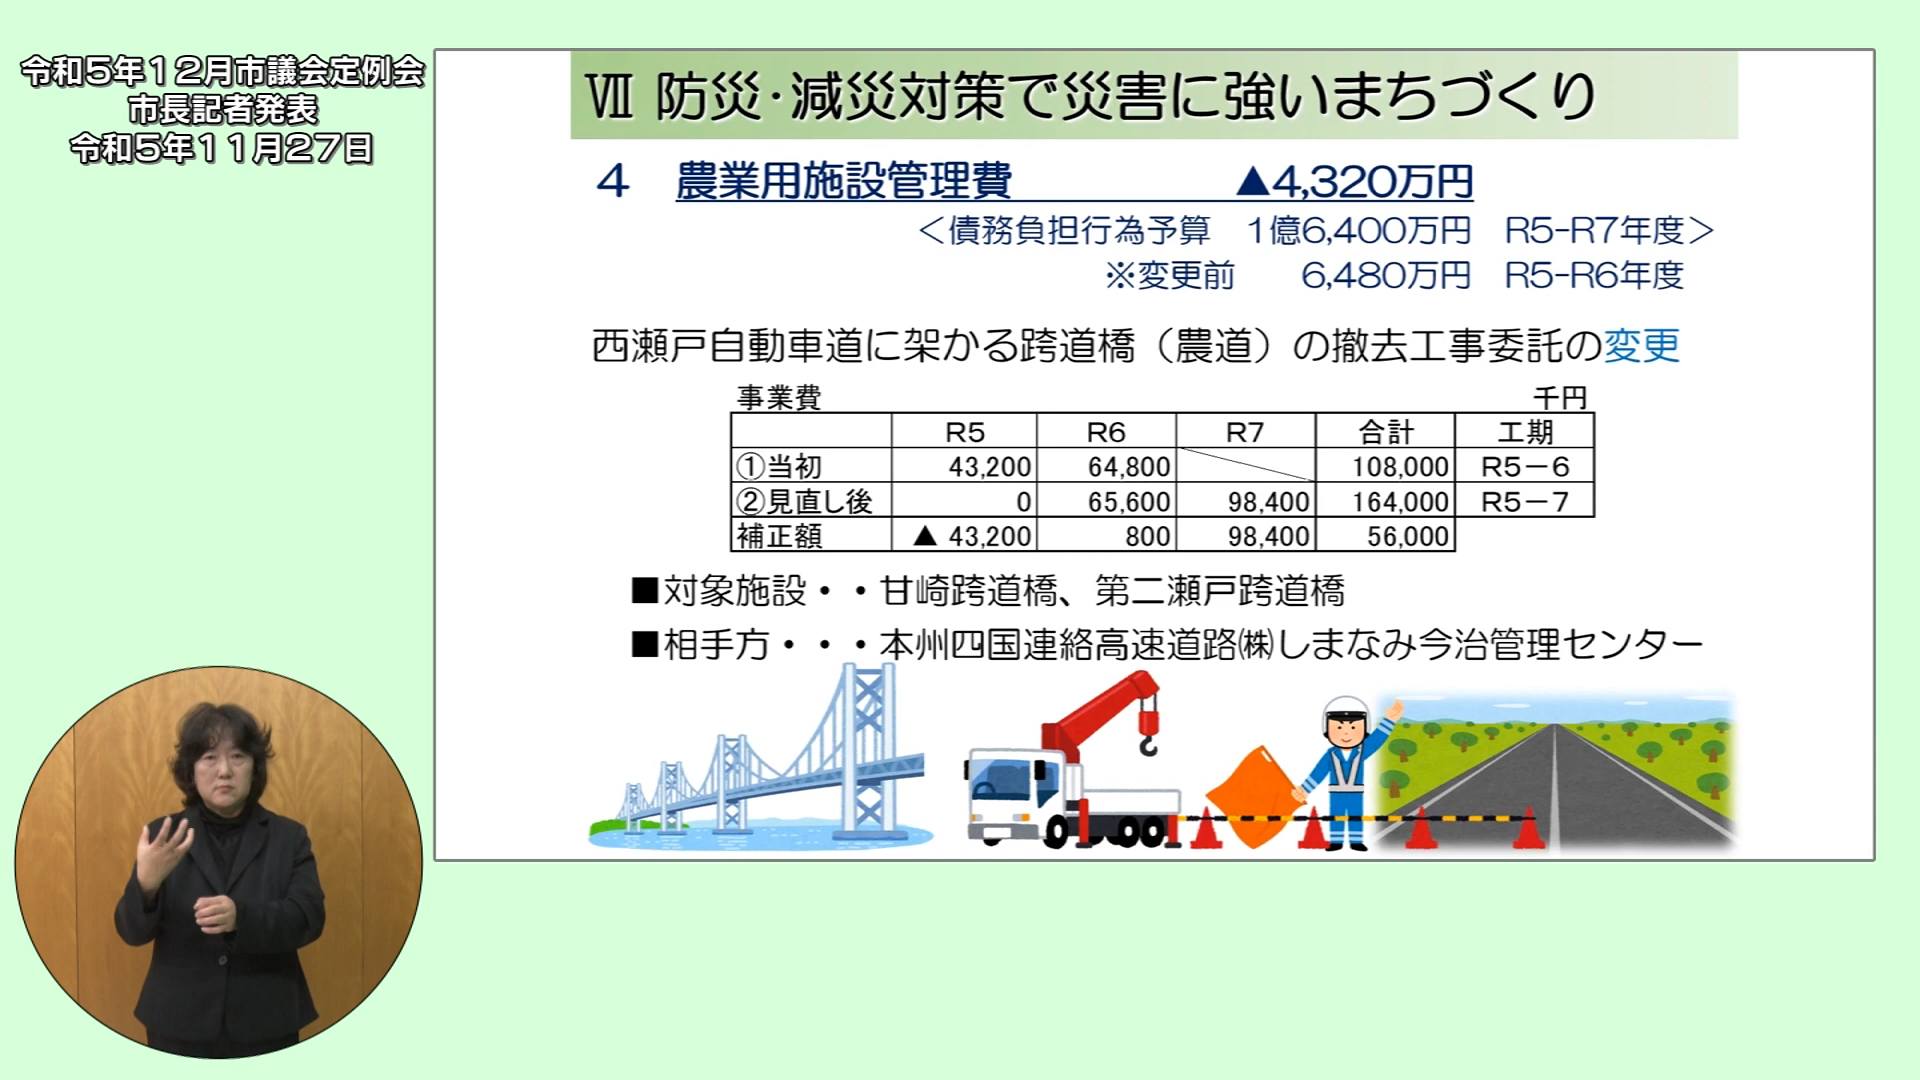 令和５年１２月市議会定例会
市長記者発表
令和５年１１月２７日
Ⅶ 防災･減災対策で災害に強いまちづくり
４　農業用施設管理費　▲4,320万円
＜債務負担行為予算　1億6,400万円　R5-R7年度＞
※変更前　6,480万円　R5-R6年度
西瀬戸自動車道に架かる跨道橋（農道）の撤去工事委託の変更
事業費　千円
R5　R6　R7　合計　工期
①当初　43,200　64,800　108,000　R5－6
②見直し後　0　65,600　98,400　164,000　R5－7
補正額　▲ 43,200　800　98,400　56,000
■対象施設・・甘崎跨道橋、第二瀬戸跨道橋
■相手方・・・本州四国連絡高速道路㈱しまなみ今治管理センター